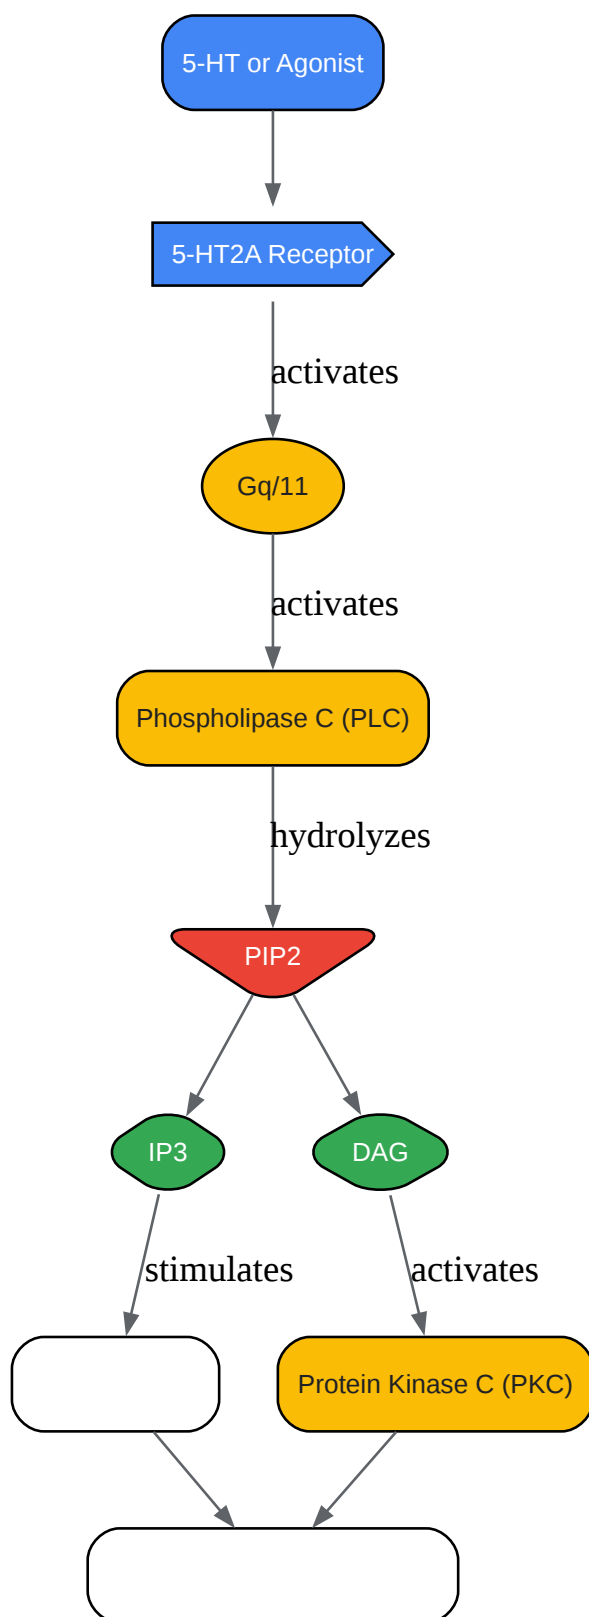 5-HT or Agonist
5-HT2A Receptor
activates
Gq/11
activates
Phospholipase C (PLC)
hydrolyzes
PIP2
IP3
DAG
stimulates
activates
Protein Kinase C (PKC)